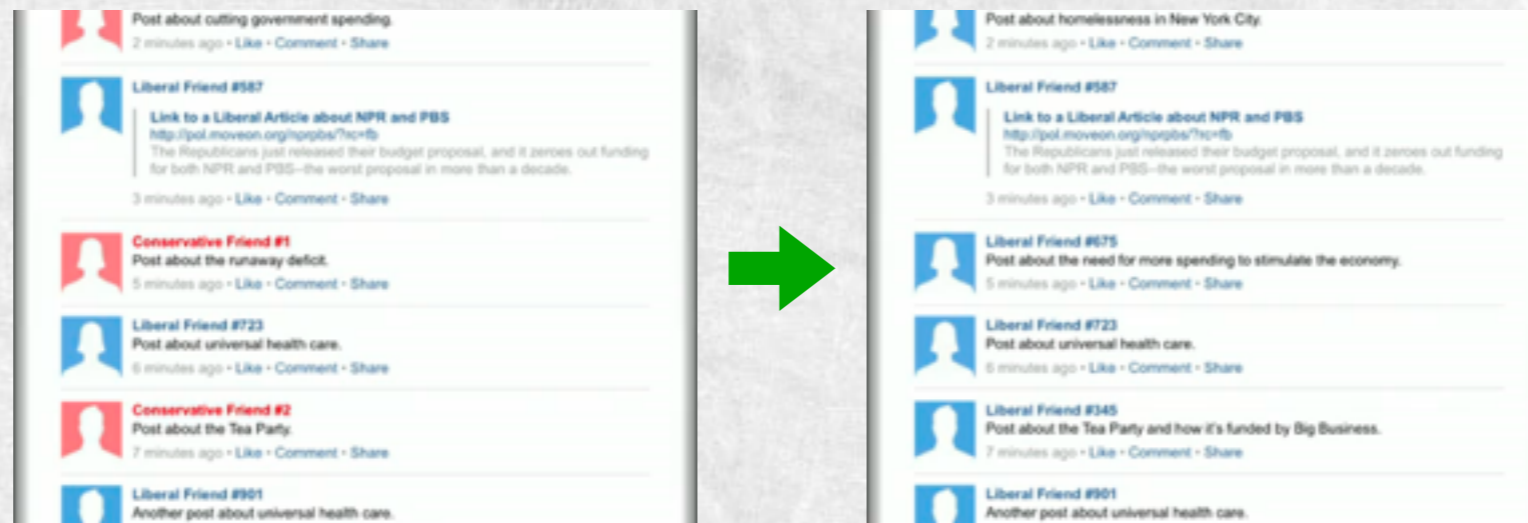 Post about cutting government spending.
2 minutes ago • Like • Comment • Share
Liberal Friend #587
Link to a Liberal Article about NPR and PBS
http://pol.moveon.org/nprpbs/?rc=fb
The Republicans just released their budget proposal, and it zeroes out funding
for both NPR and PBS--the worst proposal in more than a decade.
3 minutes ago • Like • Comment • Share
Conservative Friend #1
Post about the runaway deficit.
5 minutes ago • Like • Comment • Share
Liberal Friend #723
Post about universal health care.
6 minutes ago • Like • Comment • Share
Conservative Friend #2
Post about the Tea Party.
7 minutes ago • Like • Comment • Share
Liberal Friend #901
Another post about universal health care.
Post about homelessness in New York City.
2 minutes ago • Like • Comment • Share
Liberal Friend #587
Link to a Liberal Article about NPR and PBS
http://pol.moveon.org/nprpbs/?rc=fb
The Republicans just released their budget proposal, and it zeroes out funding
for both NPR and PBS--the worst proposal in more than a decade.
3 minutes ago • Like • Comment • Share
Liberal Friend #675
Post about the need for more spending to stimulate the economy.
5 minutes ago • Like • Comment • Share
Liberal Friend #723
Post about universal health care.
6 minutes ago • Like • Comment • Share
Liberal Friend #345
Post about the Tea Party and how it's funded by Big Business.
7 minutes ago • Like • Comment • Share
Liberal Friend #901
Another post about universal health care.